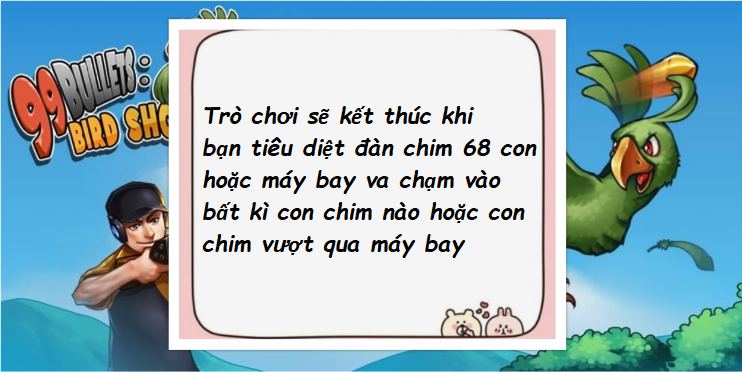 99 BULLETS:
BIRD SHO
Trò chơi sẽ kết thúc khi
bạn tiêu diệt đàn chim 68 con
hoặc máy bay va chạm vào
bất kì con chim nào hoặc con
chim vượt qua máy bay